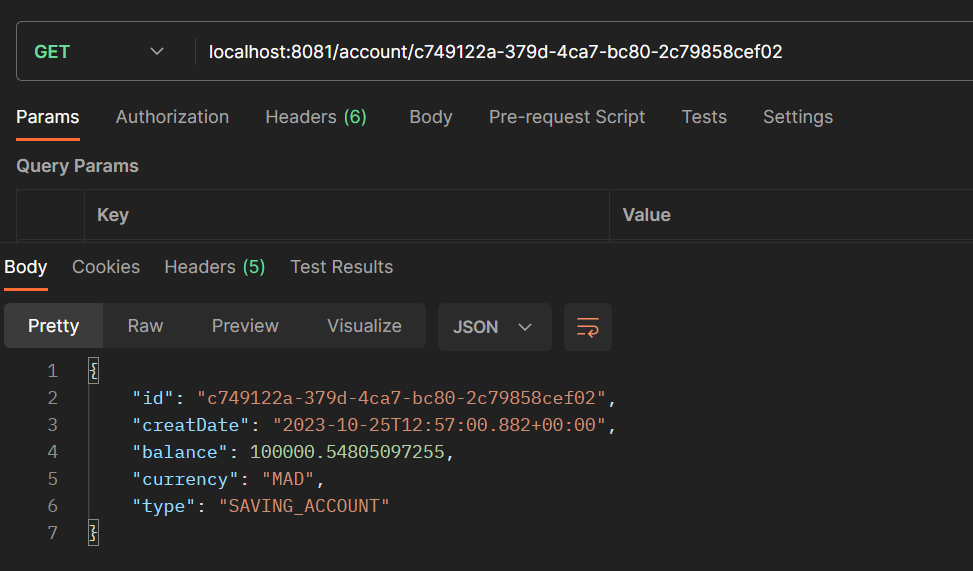 GET localhost:8081/account/c749122a-379d-4ca7-bc80-2c79858cef02
Params Authorization Headers (6) Body Pre-request Script Tests Settings
Query Params
Key Value
Body Cookies Headers (5) Test Results
Pretty Raw Preview Visualize JSON
1 {
2 "id": "c749122a-379d-4ca7-bc80-2c79858cef02",
3 "creatDate": "2023-10-25T12:57:00.882+00:00",
4 "balance": 100000.54805097255,
5 "currency": "MAD",
6 "type": "SAVING_ACCOUNT"
7 }